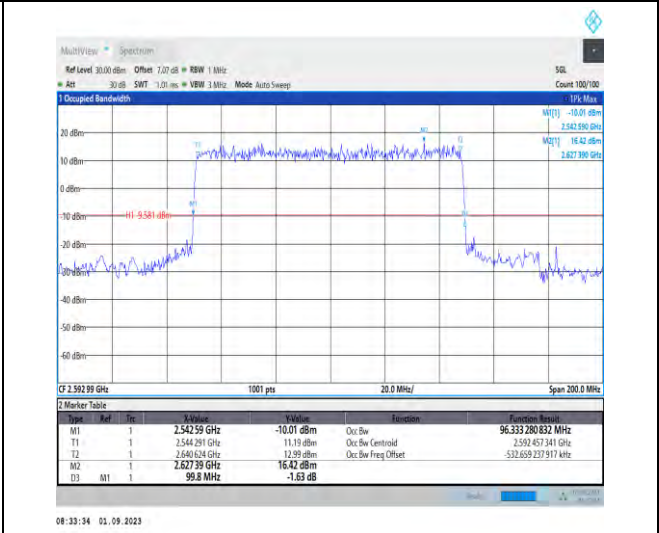 MultiView Spectrum
Ref Level 30.00 dBm Offset 7.07 dB RBW 1 MHz SGL
Att 30 dB SWT 1.01 ms VBW 3 MHz Mode Auto Sweep Count 100/100
1 Occupied Bandwidth 1Pk Max
M1[1] -10.01 dBm
2.542 590 GHz
M2[1] 16.42 dBm
2.627 390 GHz
20 dBm
M2
T1
T2
10 dBm
0 dBm
M1
-10 dBm
H1 -9.581 dBm
-20 dBm
-30 dBm
-40 dBm
-50 dBm
-60 dBm
CF 2.592 99 GHz 1001 pts 20.0 MHz/ Span 200.0 MHz
2 Marker Table
Type Ref Trc X-Value Y-Value Function Function Result
M1 1 2.542 59 GHz -10.01 dBm Occ Bw 96.333 280 832 MHz
T1 1 2.544 291 GHz 11.19 dBm Occ Bw Centroid 2.592 457 341 GHz
T2 1 2.640 624 GHz 12.99 dBm Occ Bw Freq Offset -532.659 237 917 kHz
M2 1 2.627 39 GHz 16.42 dBm
D3 M1 1 99.8 MHz -1.63 dB
08:33:34 01.09.2023